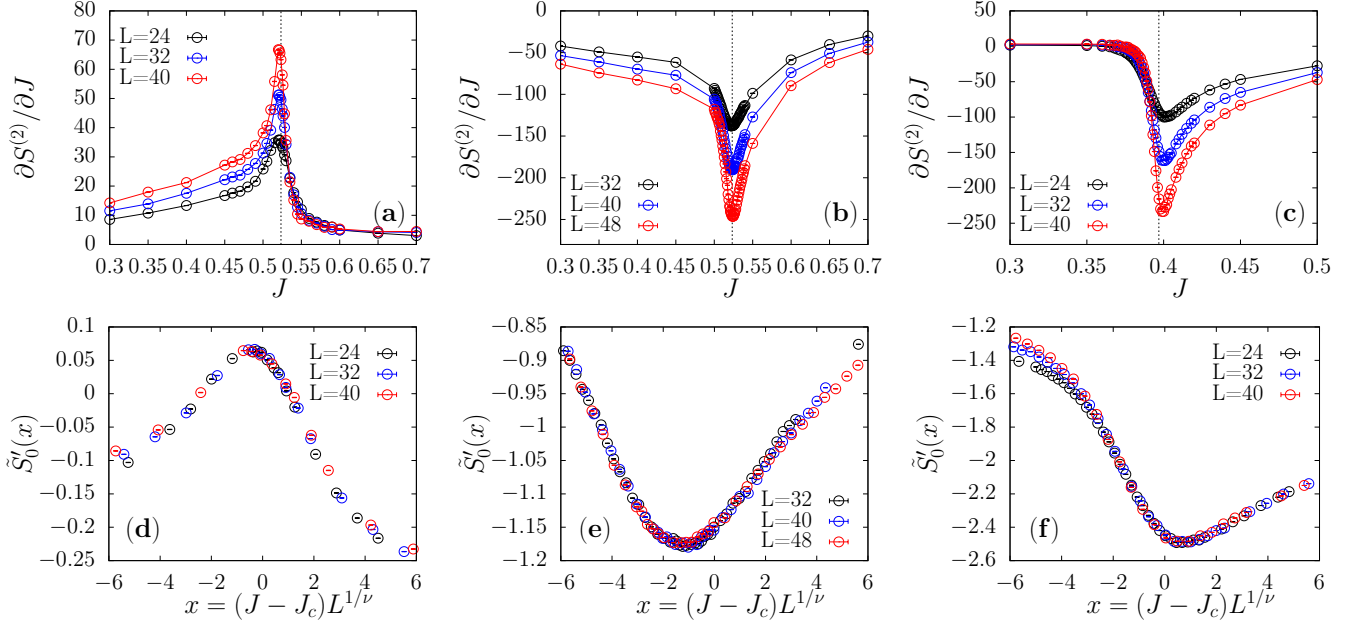 ∂S⁽²⁾/∂J
80
70
60
50
40
30
20
10
0
L=24
L=32
L=40
(a)
0.3 0.35 0.4 0.45 0.5 0.55 0.6 0.65 0.7
J
∂S⁽²⁾/∂J
0
−50
−100
−150
−200
−250
L=32
L=40
L=48
(b)
0.3 0.35 0.4 0.45 0.5 0.55 0.6 0.65 0.7
J
∂S⁽²⁾/∂J
50
0
−50
−100
−150
−200
−250
L=24
L=32
L=40
(c)
0.3 0.35 0.4 0.45 0.5
J
S̃′₀(x)
0.1
0.05
0
−0.05
−0.1
−0.15
−0.2
−0.25
L=24
L=32
L=40
(d)
−6 −4 −2 0 2 4 6
x = (J − J_c)L^{1/ν}
S̃′₀(x)
−0.85
−0.9
−0.95
−1
−1.05
−1.1
−1.15
−1.2
L=32
L=40
L=48
(e)
−6 −4 −2 0 2 4 6
x = (J − J_c)L^{1/ν}
S̃′₀(x)
−1.2
−1.4
−1.6
−1.8
−2
−2.2
−2.4
−2.6
L=24
L=32
L=40
(f)
−6 −4 −2 0 2 4 6
x = (J − J_c)L^{1/ν}